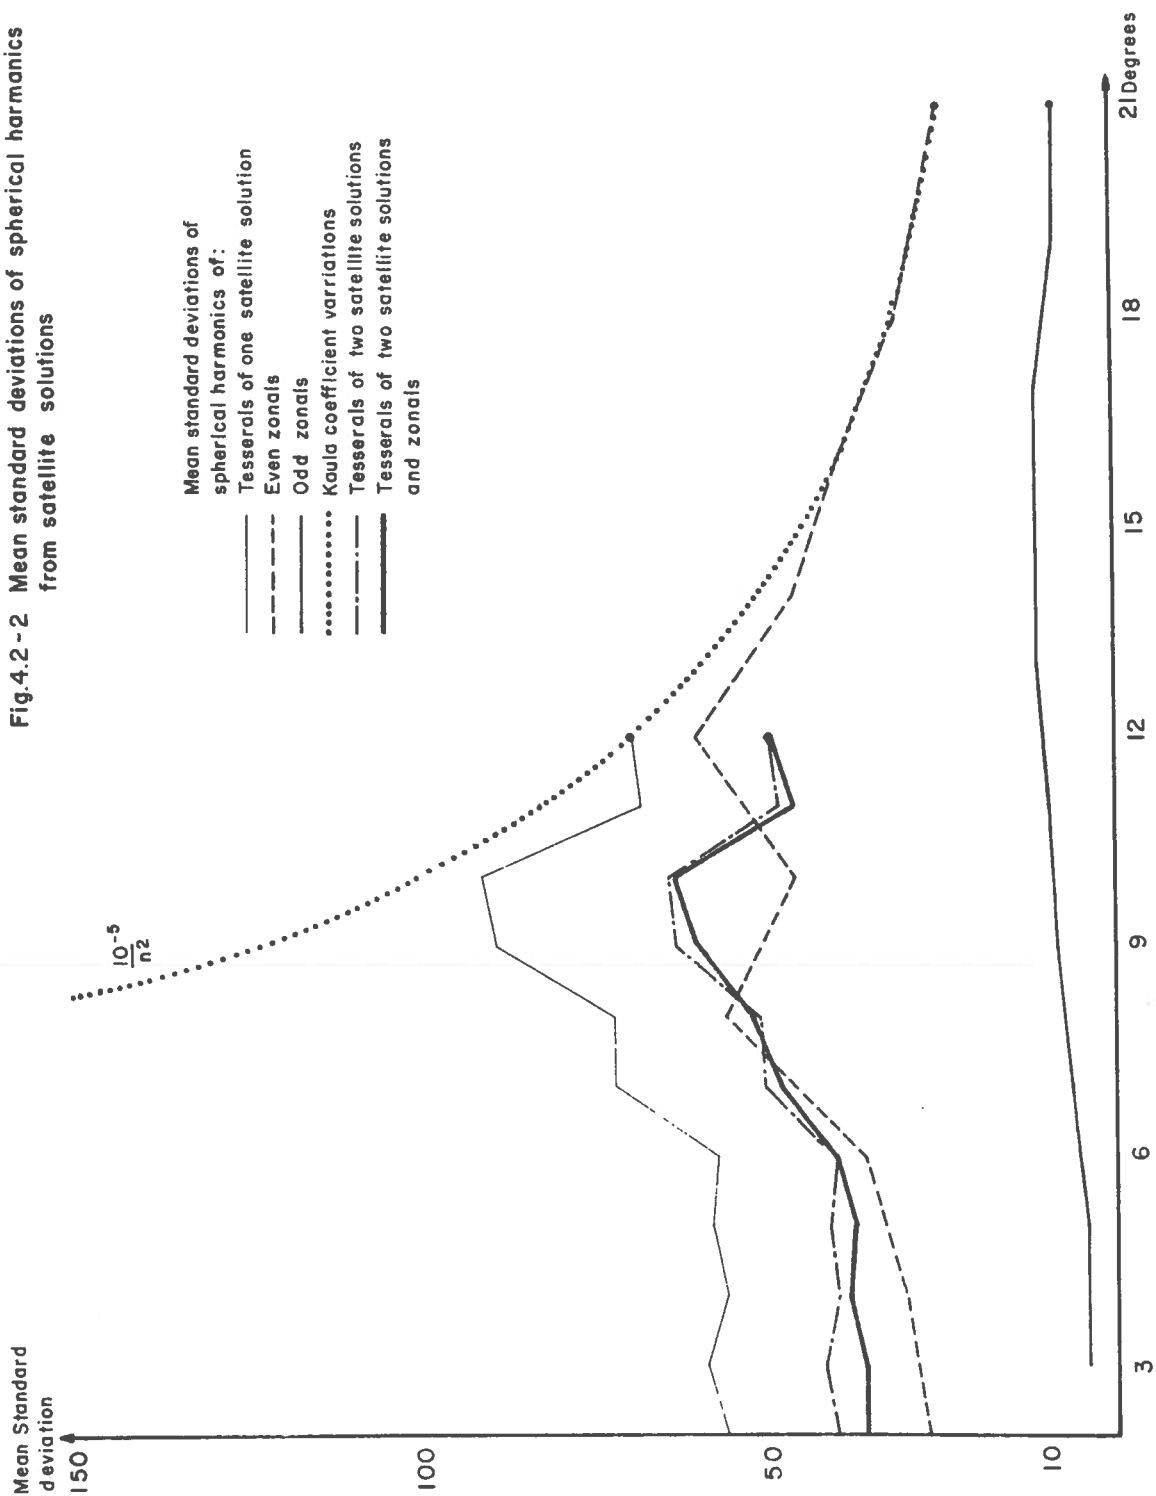 Fig.4.2-2 Mean standard deviations of spherical harmanics
from satellite solutions
Mean Standard
deviation
150
100
50
10
10⁻⁵
n²
Mean standard deviations of
spherical harmonics of:
Tesserals of one satellite solution
Even zonals
Odd zonals
Kaula coefficient varriations
Tesserals of two satellite solutions
Tesserals of two satellite solutions
and zonals
3
6
9
12
15
18
21 Degrees